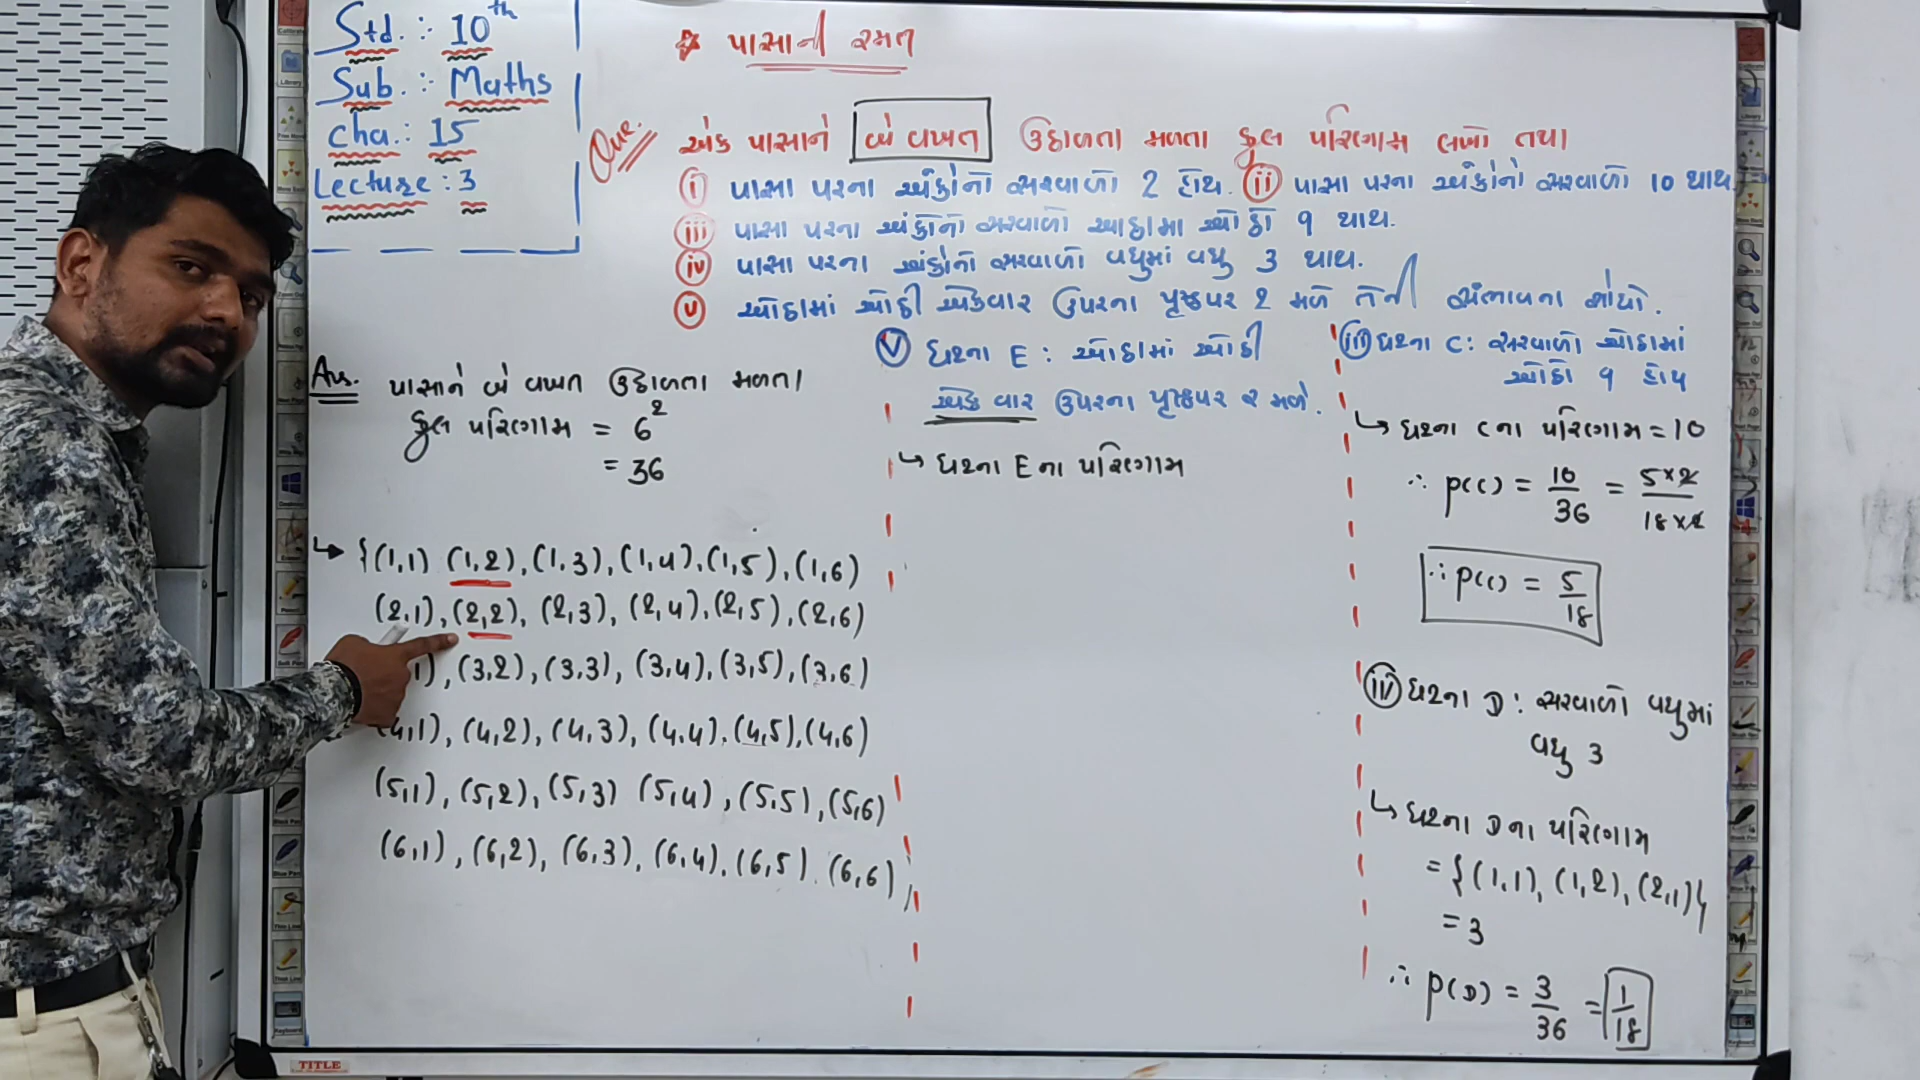 Std. : 10th
Sub. : Maths
cha. : 15
Lecture : 3
☆ પાસાની રમત
Que. એક પાસાને બે વખત ઉછાળતા મળતા કુલ પરિણામ લખો તથા
(i) પાસા પરના અંકોનો સરવાળો 2 હોય. (ii) પાસા પરના અંકોનો સરવાળો 10 થાય.
(iii) પાસા પરના અંકોનો સરવાળો ઓછામા ઓછો 9 થાય.
(iv) પાસા પરના અંકોનો સરવાળો વધુમાં વધુ 3 થાય.
(v) ઓછામાં ઓછી એકવાર ઉપરના પૃષ્ઠપર 2 મળે તેની સંભાવના શોધો.
Ans. પાસાને બે વખત ઉછાળતા મળતા
કુલ પરિણામ = 6²
= 36
↳ {(1,1) (1,2), (1,3), (1,4), (1,5), (1,6)
(2,1), (2,2), (2,3), (2,4), (2,5), (2,6)
1), (3,2), (3,3), (3,4), (3,5), (3,6)
(4,1), (4,2), (4,3), (4,4), (4,5), (4,6)
(5,1), (5,2), (5,3) (5,4), (5,5), (5,6)
(6,1), (6,2), (6,3), (6,4), (6,5). (6,6)}
(V) ઘટના E : ઓછામાં ઓછી
એક વાર ઉપરના પૃષ્ઠપર ૨ મળે.
↳ ઘટના E ના પરિણામ
(iii) ઘટના C : સરવાળો ઓછામાં
ઓછો 9 હોય
↳ ઘટના C ના પરિણામ = 10
∴ P(C) = 10/36 = 5×2/18×2
∴ P(C) = 5/18
(iv) ઘટના D : સરવાળો વધુમાં
વધુ 3
↳ ઘટના D ના પરિણામ
= {(1,1), (1,2), (2,1)}
= 3
∴ P(D) = 3/36 = 1/18
TITLE